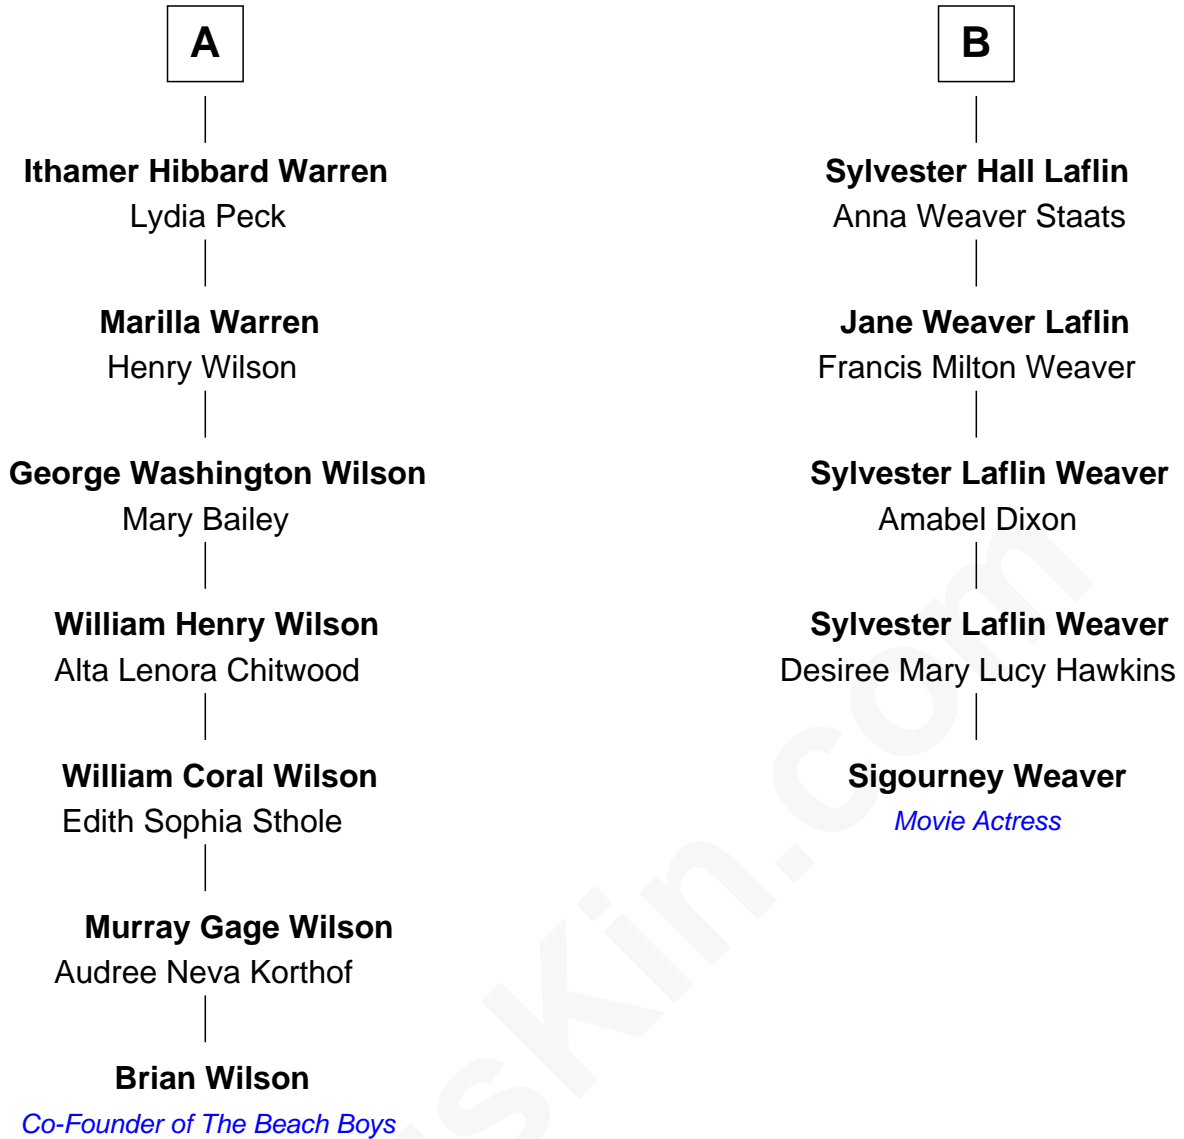 A
Ithamer Hibbard Warren
Lydia Peck
Marilla Warren
Henry Wilson
George Washington Wilson
Mary Bailey
William Henry Wilson
Alta Lenora Chitwood
William Coral Wilson
Edith Sophia Sthole
Murray Gage Wilson
Audree Neva Korthof
Brian Wilson
Co-Founder of The Beach Boys
B
Sylvester Hall Laflin
Anna Weaver Staats
Jane Weaver Laflin
Francis Milton Weaver
Sylvester Laflin Weaver
Amabel Dixon
Sylvester Laflin Weaver
Desiree Mary Lucy Hawkins
Sigourney Weaver
Movie Actress